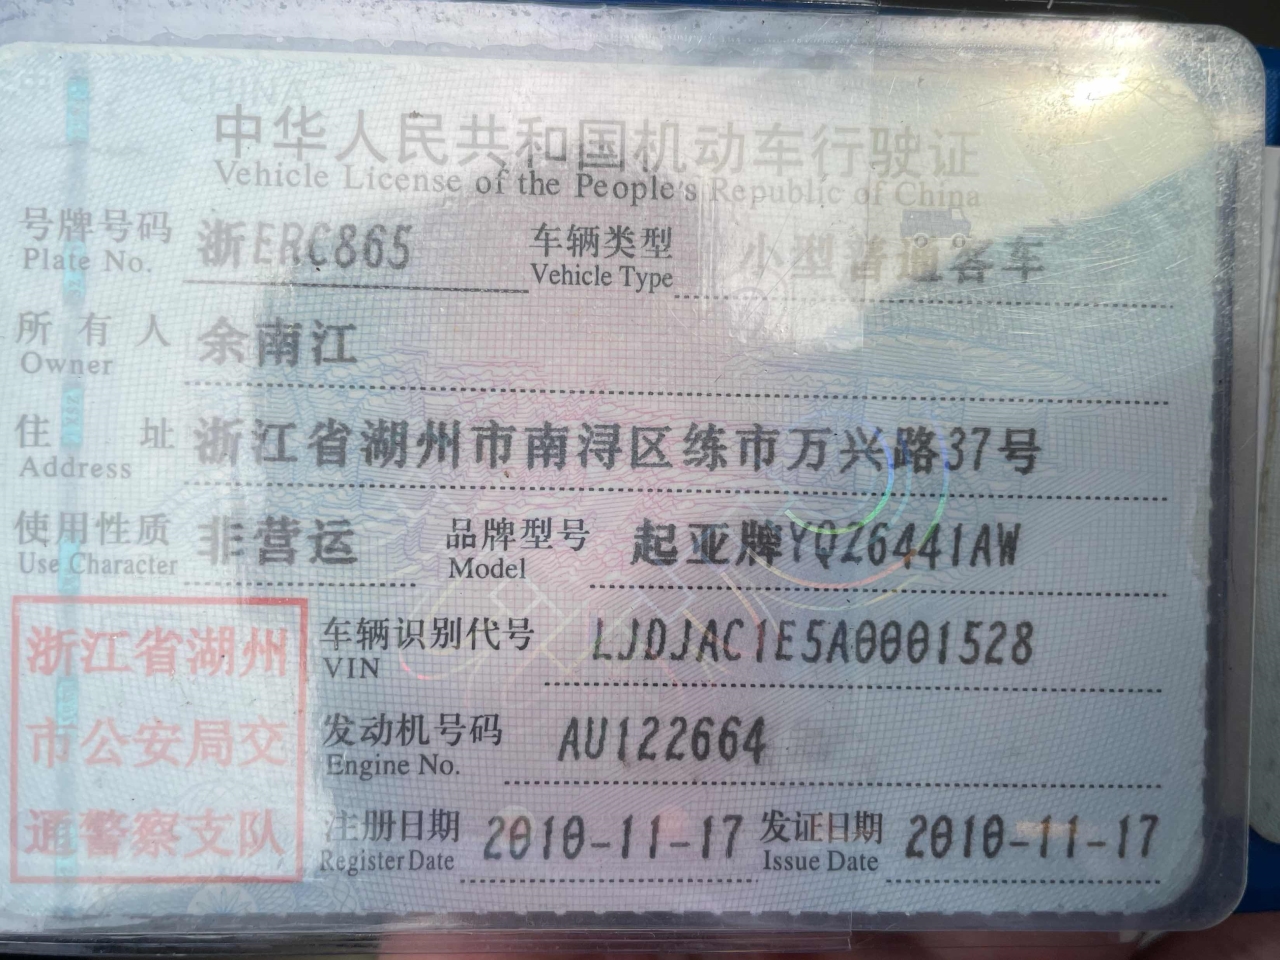 中华人民共和国机动车行驶证
Vehicle License of the People's Republic of China
号牌号码 浙ERC865 车辆类型 小型普通客车
Plate No. Vehicle Type
所有人 余南江
Owner
住址 浙江省湖州市南浔区练市万兴路37号
Address
使用性质 非营运 品牌型号 起亚牌YQZ6441AW
Use Character Model
浙江省湖州
市公安局交
通警察支队
车辆识别代号 LJDJAC1E5A0001528
VIN
发动机号码 AU122664
Engine No.
注册日期 2010-11-17 发证日期 2010-11-17
Register Date Issue Date